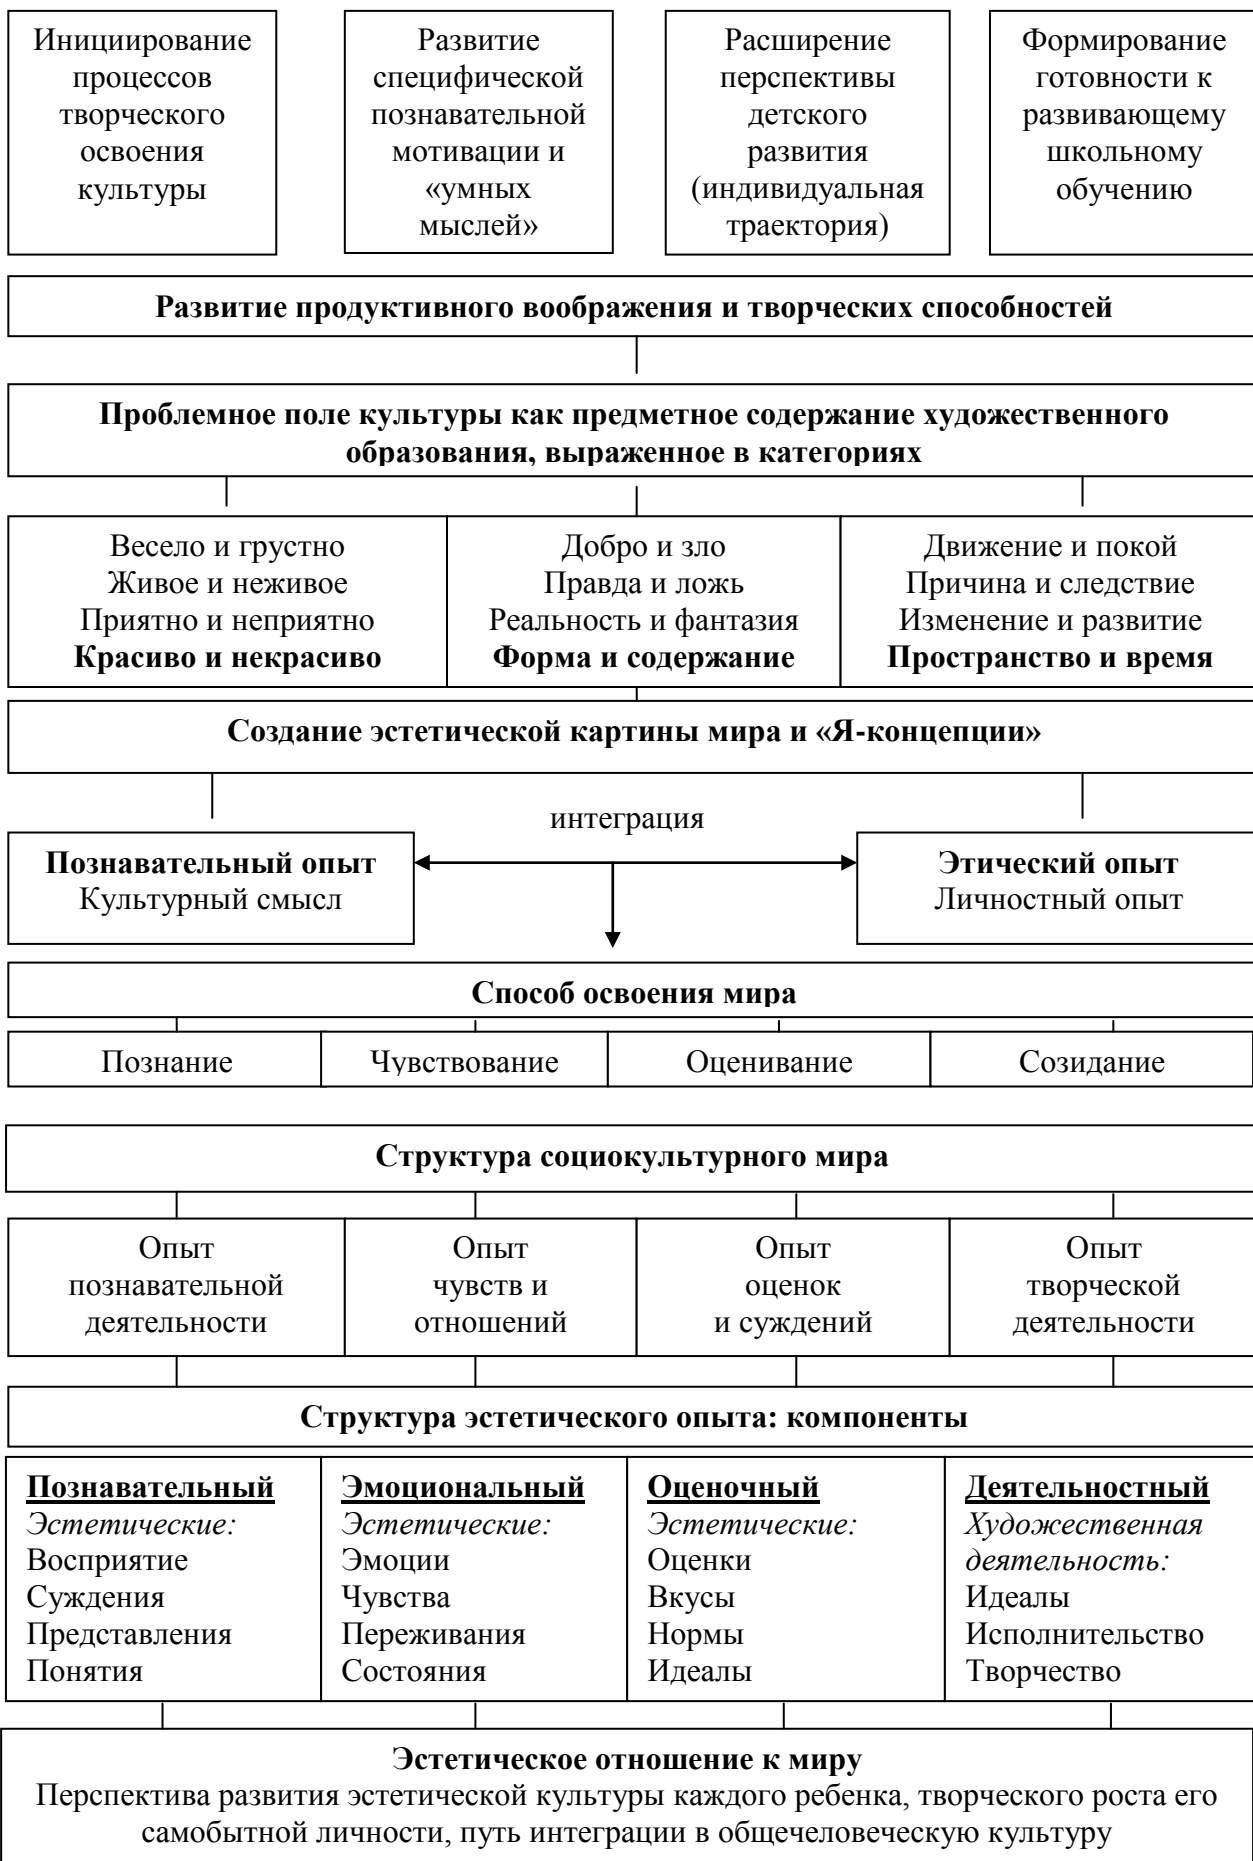 Инициирование
процессов
творческого
освоения
культуры
Развитие
специфической
познавательной
мотивации и
«умных
мыслей»
Расширение
перспективы
детского
развития
(индивидуальная
траектория)
Формирование
готовности к
развивающему
школьному
обучению
Развитие продуктивного воображения и творческих способностей
Проблемное поле культуры как предметное содержание художественного
образования, выраженное в категориях
Весело и грустно
Живое и неживое
Приятно и неприятно
Красиво и некрасиво
Добро и зло
Правда и ложь
Реальность и фантазия
Форма и содержание
Движение и покой
Причина и следствие
Изменение и развитие
Пространство и время
Создание эстетической картины мира и «Я-концепции»
интеграция
Познавательный опыт
Культурный смысл
Этический опыт
Личностный опыт
Способ освоения мира
Познание
Чувствование
Оценивание
Созидание
Структура социокультурного мира
Опыт
познавательной
деятельности
Опыт
чувств и
отношений
Опыт
оценок
и суждений
Опыт
творческой
деятельности
Структура эстетического опыта: компоненты
Познавательный
Эстетические:
Восприятие
Суждения
Представления
Понятия
Эмоциональный
Эстетические:
Эмоции
Чувства
Переживания
Состояния
Оценочный
Эстетические:
Оценки
Вкусы
Нормы
Идеалы
Деятельностный
Художественная
деятельность:
Идеалы
Исполнительство
Творчество
Эстетическое отношение к миру
Перспектива развития эстетической культуры каждого ребенка, творческого роста его
самобытной личности, путь интеграции в общечеловеческую культуру